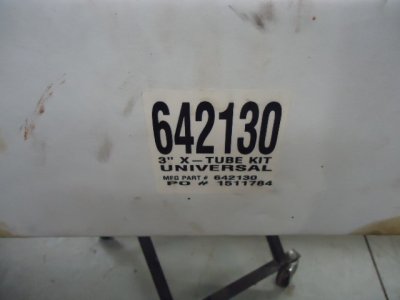 642130
3" X-TUBE KIT
UNIVERSAL
MFG PART # 642130
PO # 1511784